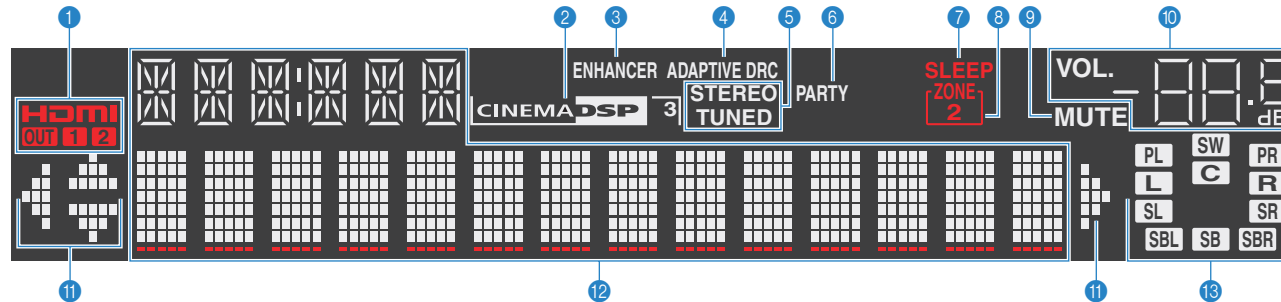 1 2 3 4 5 6 7 8 9 10
HDMI
OUT 1 2
ENHANCER ADAPTIVE DRC
CINEMA DSP 3
STEREO
TUNED
PARTY
SLEEP
ZONE
2
VOL.
MUTE
dB
SW
PL C PR
L R
SL SR
SBL SB SBR
11 12 11 13